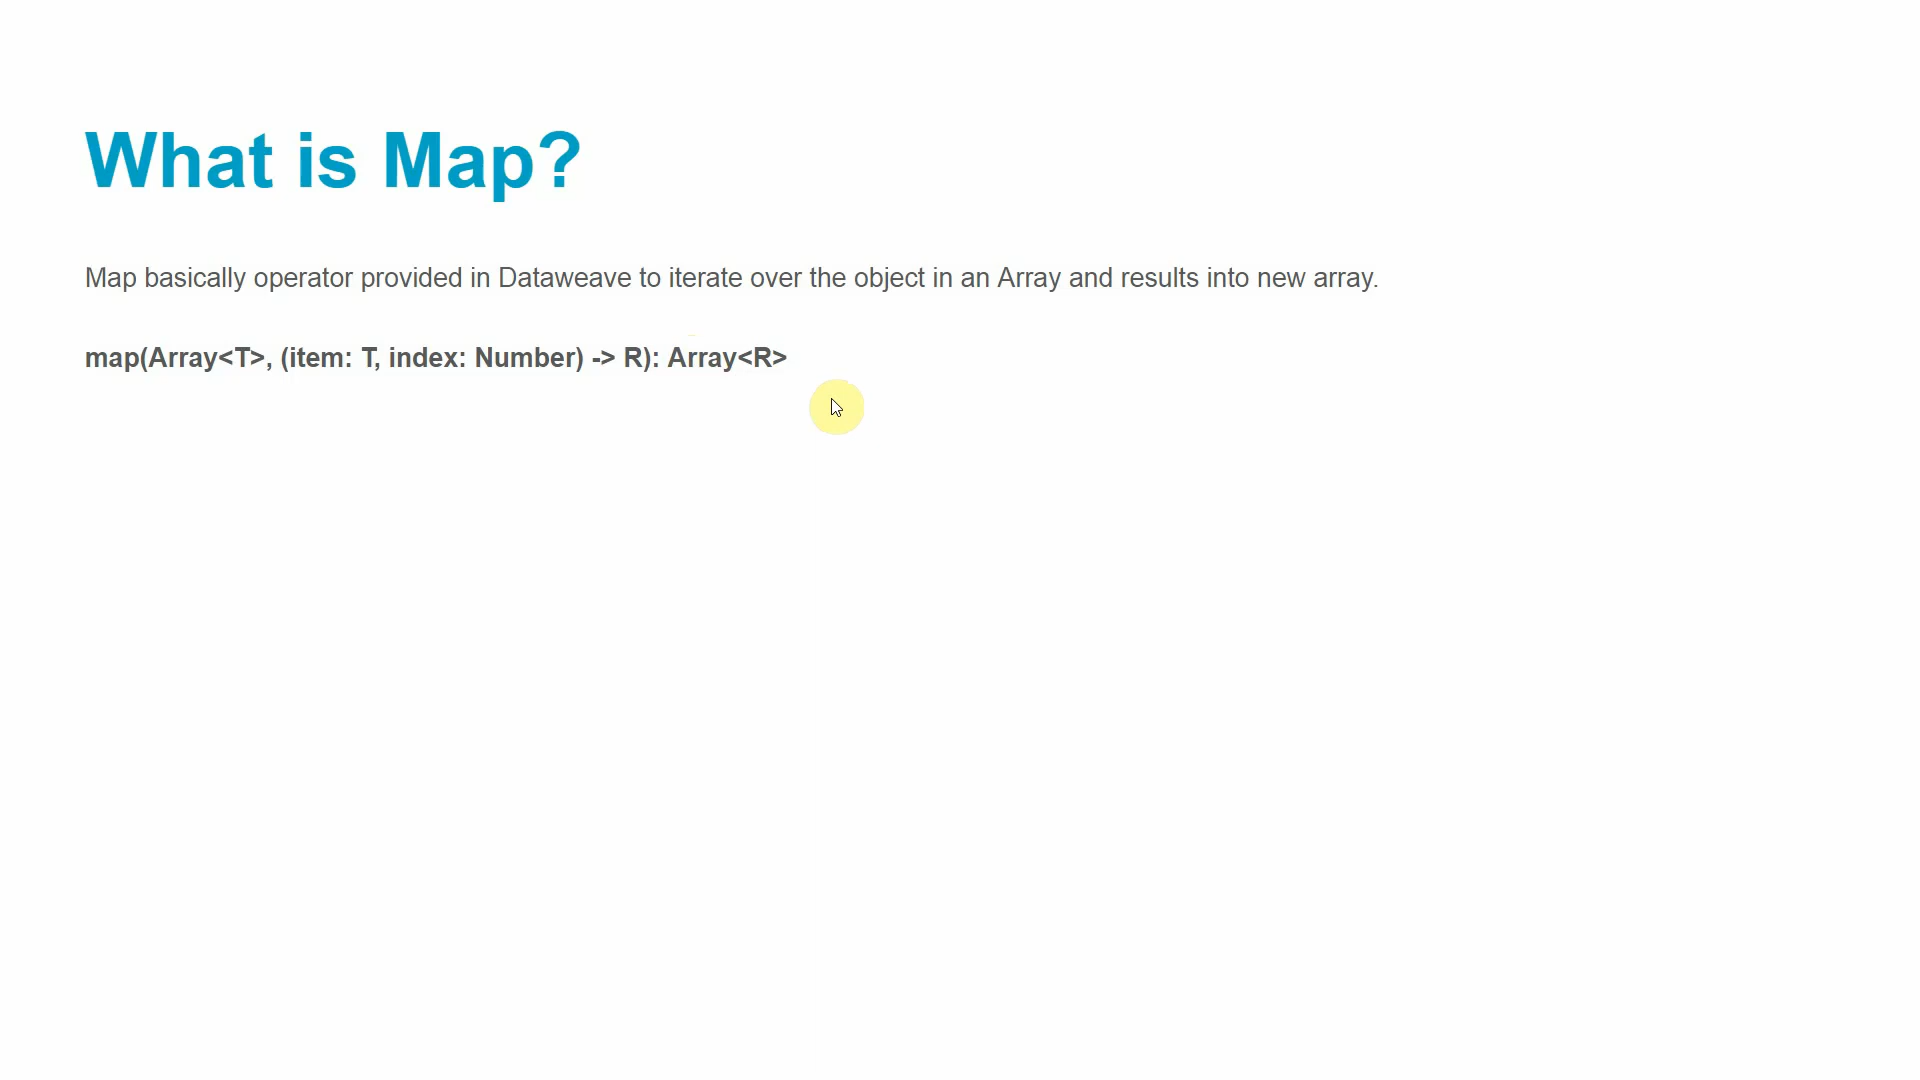 What is Map?
Map basically operator provided in Dataweave to iterate over the object in an Array and results into new array.
map(Array<T>, (item: T, index: Number) -> R): Array<R>